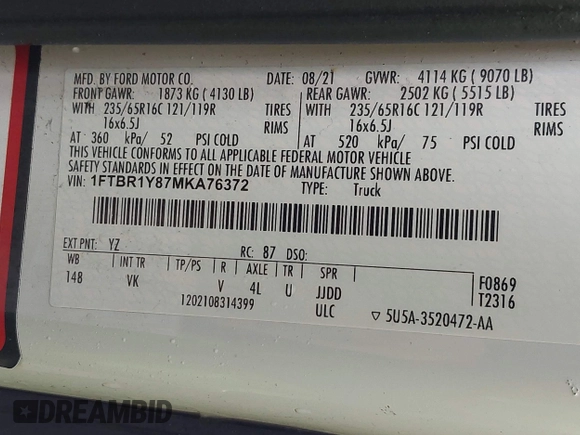 MFD. BY FORD MOTOR CO. DATE: 08/21 GVWR: 4114 KG ( 9070 LB)
FRONT GAWR: 1873 KG ( 4130 LB) REAR GAWR: 2502 KG ( 5515 LB)
WITH 235/65R16C 121/119R TIRES WITH 235/65R16C 121/119R TIRES
16x6.5J RIMS 16x6.5J RIMS
AT 360 kPa/ 52 PSI COLD AT 520 kPa/ 75 PSI COLD
THIS VEHICLE CONFORMS TO ALL APPLICABLE FEDERAL MOTOR VEHICLE
SAFETY STANDARDS IN EFFECT ON THE DATE OF MANUFACTURE SHOWN ABOVE.
VIN: 1FTBR1Y87MKA76372 TYPE: Truck
EXT PNT: YZ RC: 87 DSO:
WB INT TR TP/PS R AXLE TR SPR F0869
148 VK V 4L U JJDD T2316
1202108314399 ULC ▽ 5U5A-3520472-AA
DREAMBID